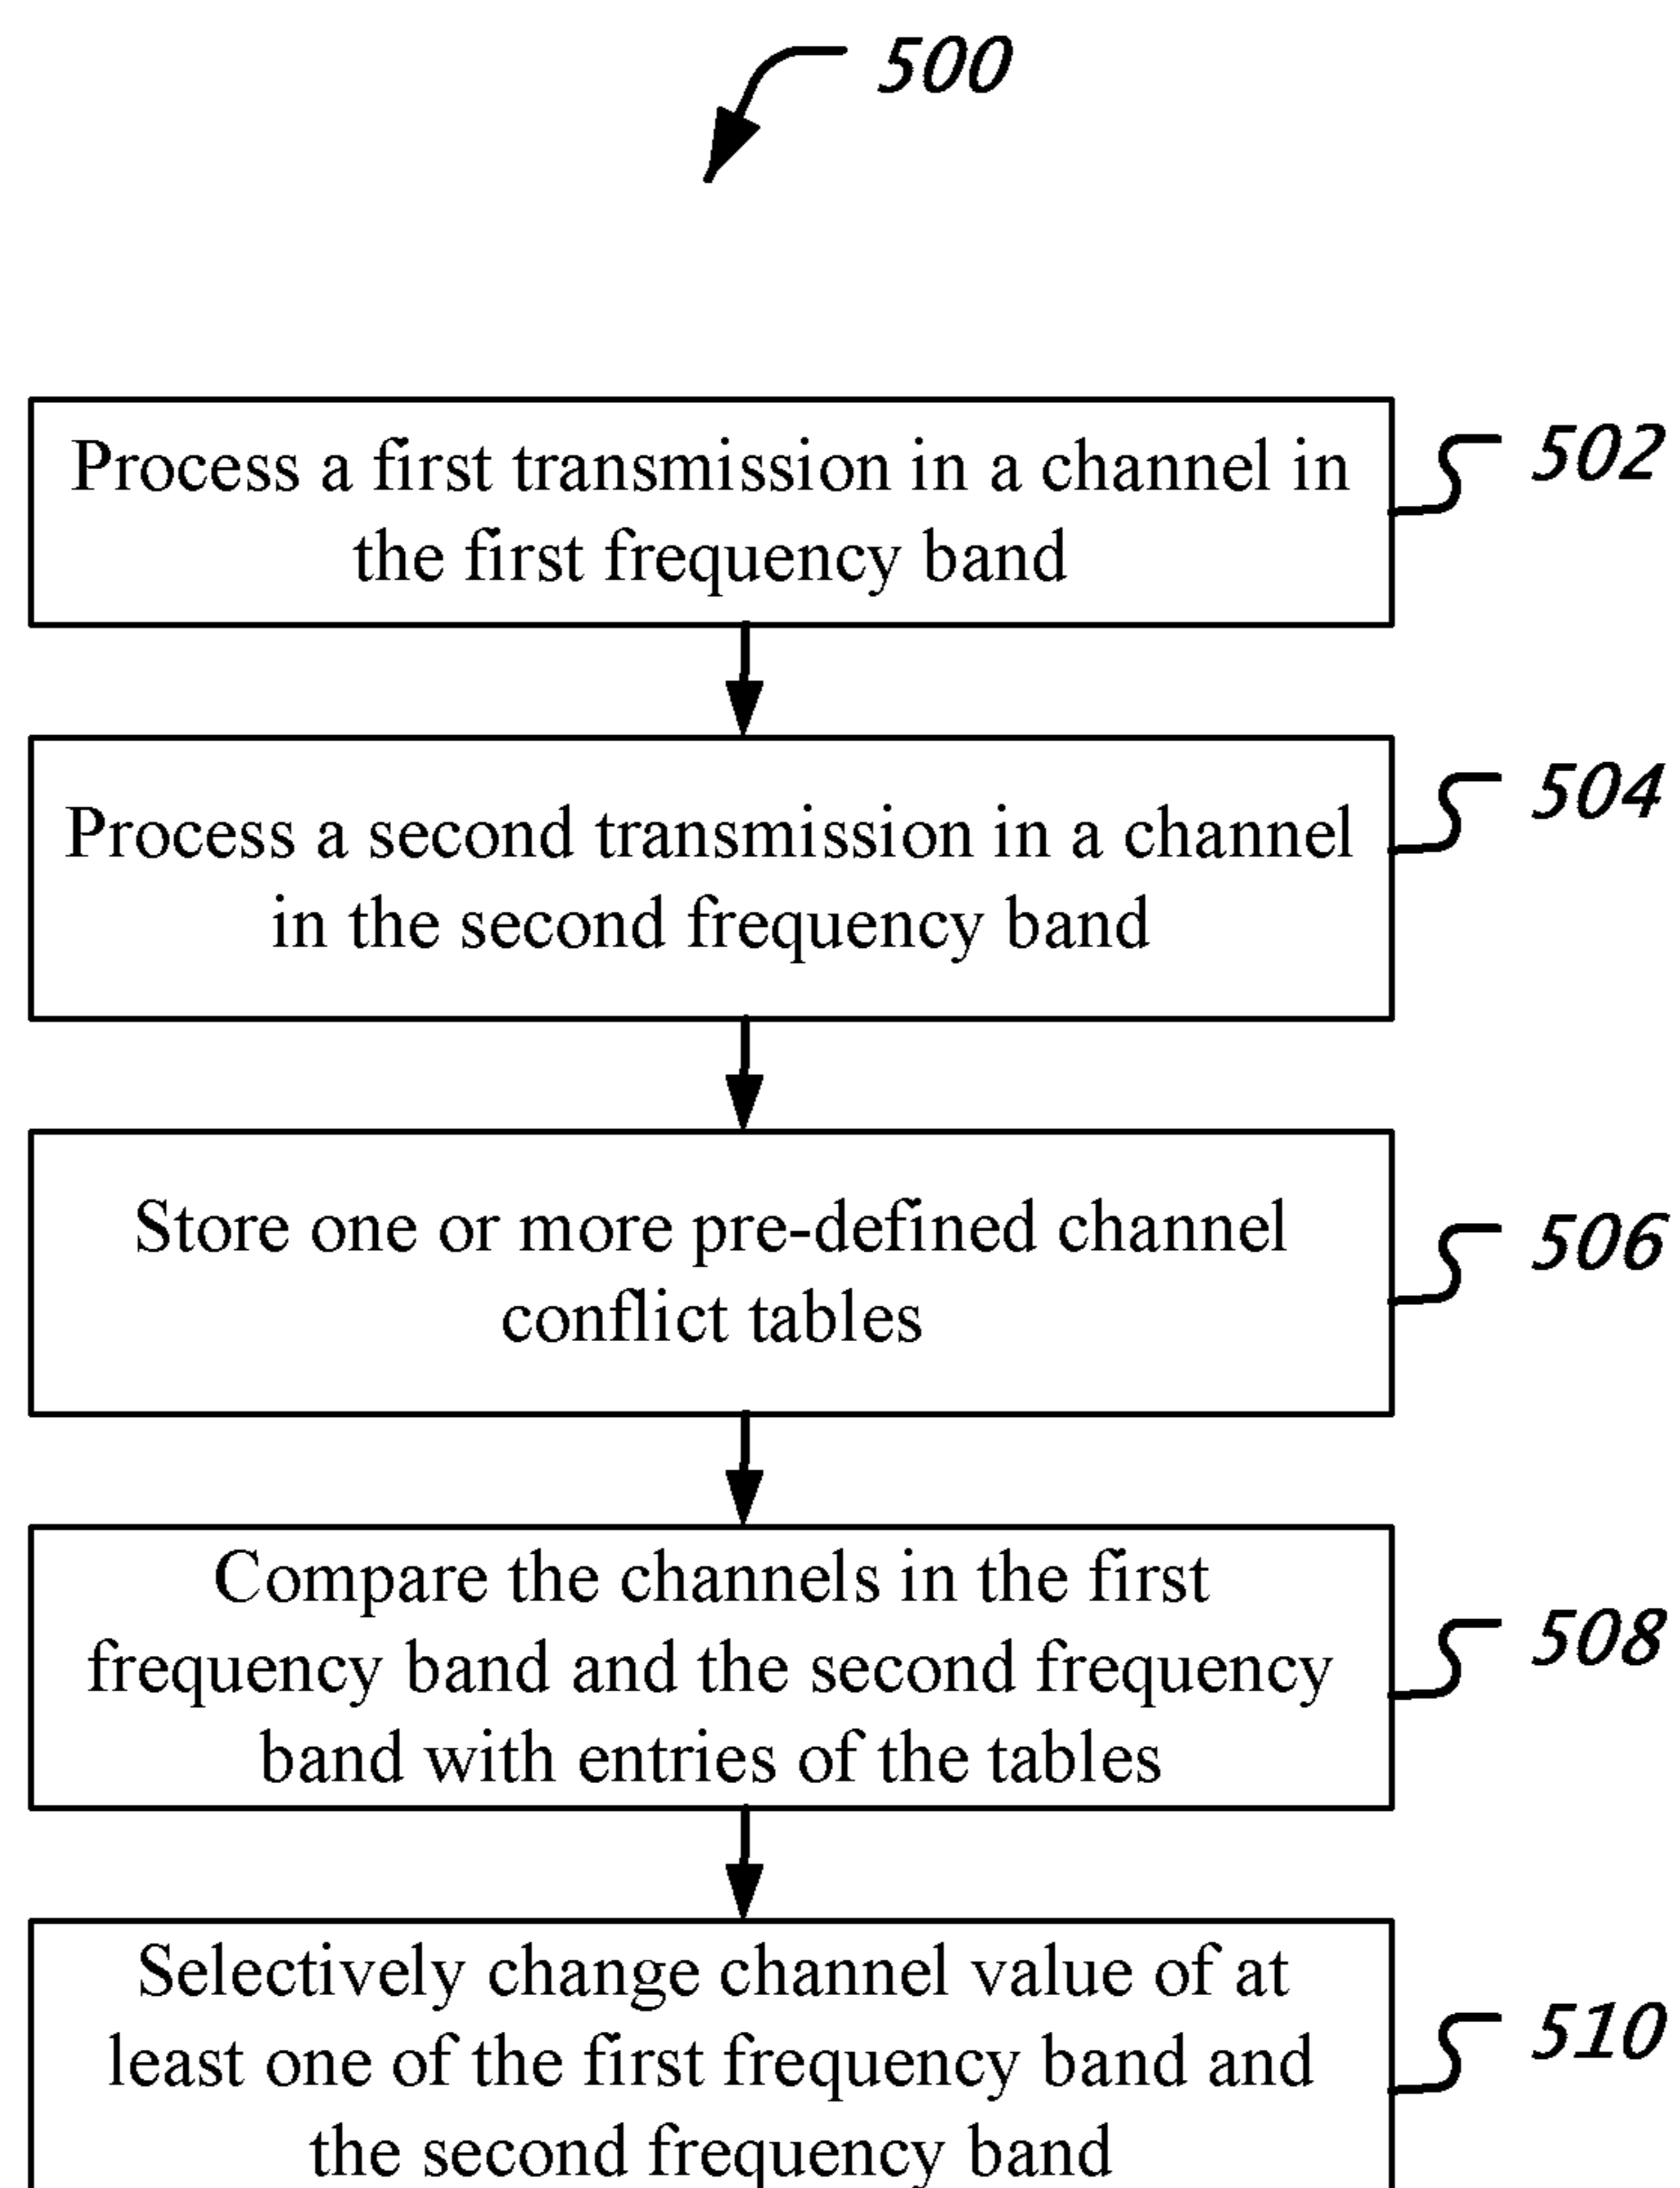 500
Process a first transmission in a channel in
the first frequency band
502
Process a second transmission in a channel
in the second frequency band
504
Store one or more pre-defined channel
conflict tables
506
Compare the channels in the first
frequency band and the second frequency
band with entries of the tables
508
Selectively change channel value of at
least one of the first frequency band and
the second frequency band
510